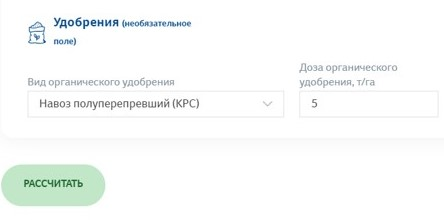 Удобрения (необязательное
поле)
Вид органического удобрения
Доза органического
удобрения, т/га
Навоз полуперепревший (КРС)
5
РАССЧИТАТЬ